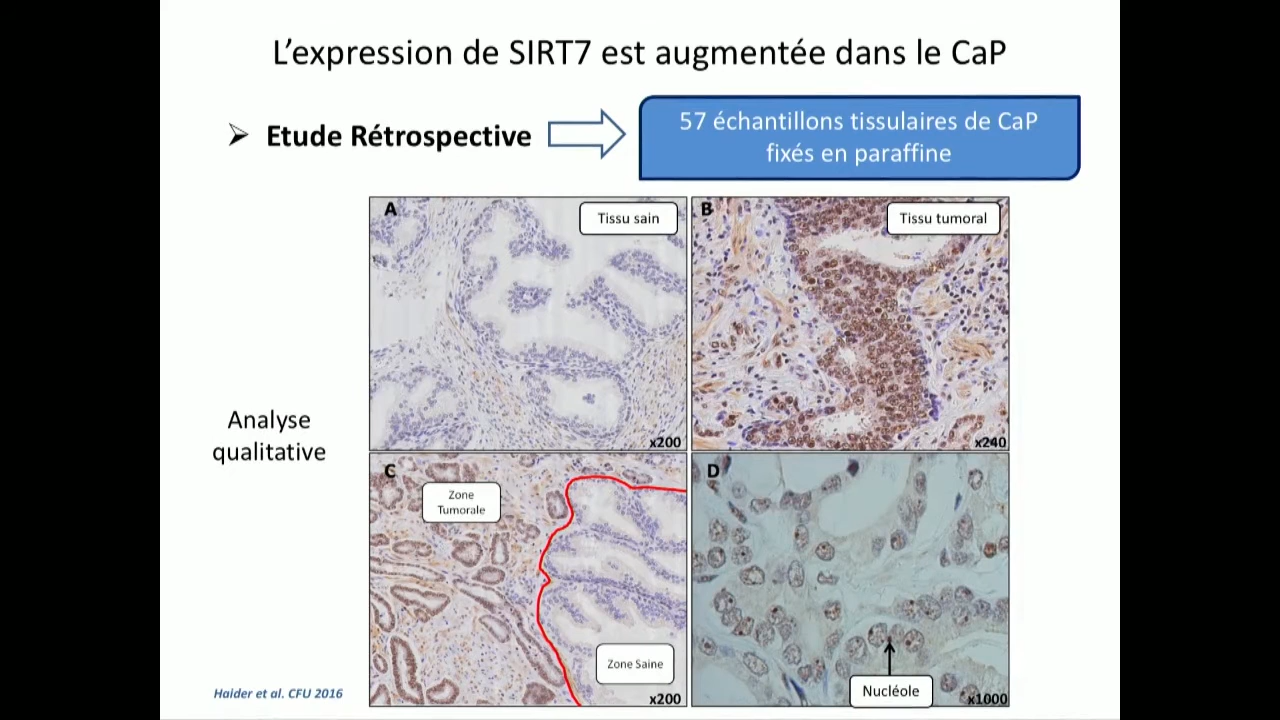 L’expression de SIRT7 est augmentée dans le CaP
➢ Etude Rétrospective
57 échantillons tissulaires de CaP
fixés en paraffine
A
Tissu sain
x200
B
Tissu tumoral
x240
Analyse
qualitative
C
Zone
Tumorale
Zone Saine
x200
D
Nucléole
x1000
Haider et al. CFU 2016